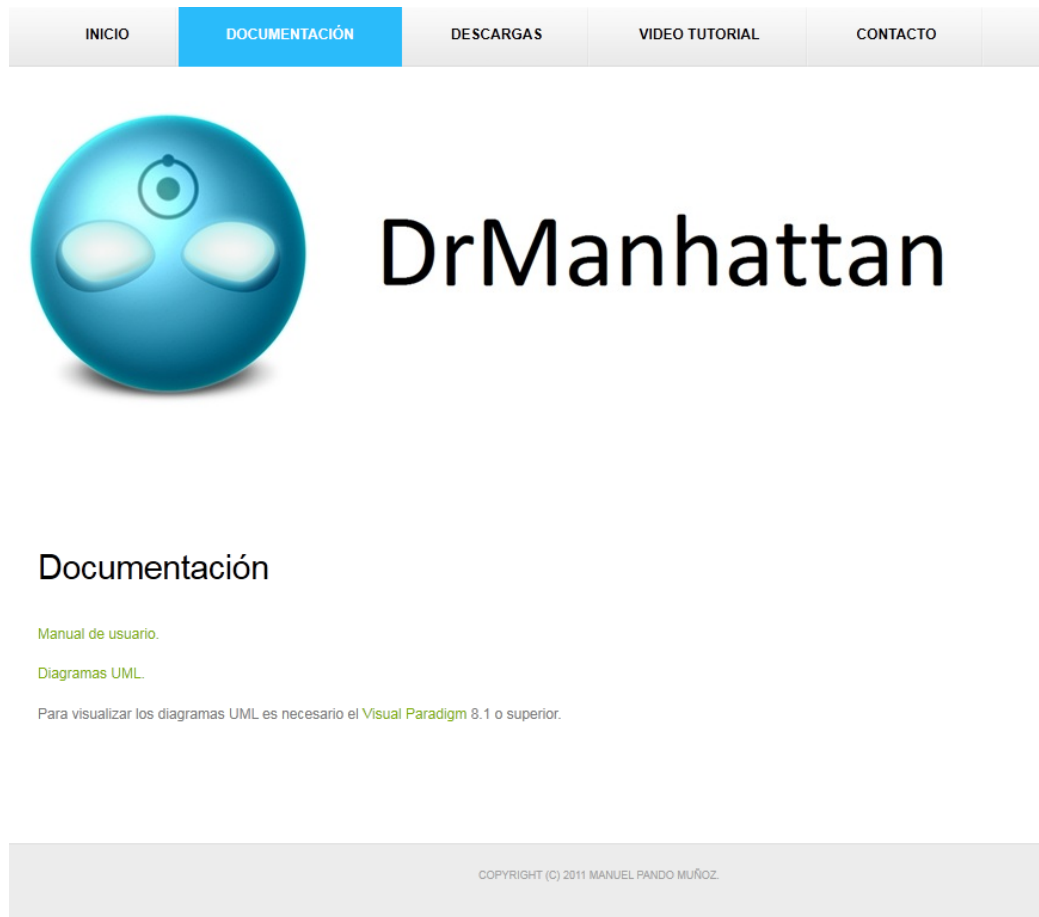 INICIO DOCUMENTACIÓN DESCARGAS VIDEO TUTORIAL CONTACTO
DrManhattan
Documentación
Manual de usuario.
Diagramas UML.
Para visualizar los diagramas UML es necesario el Visual Paradigm 8.1 o superior.
COPYRIGHT (C) 2011 MANUEL PANDO MUÑOZ.